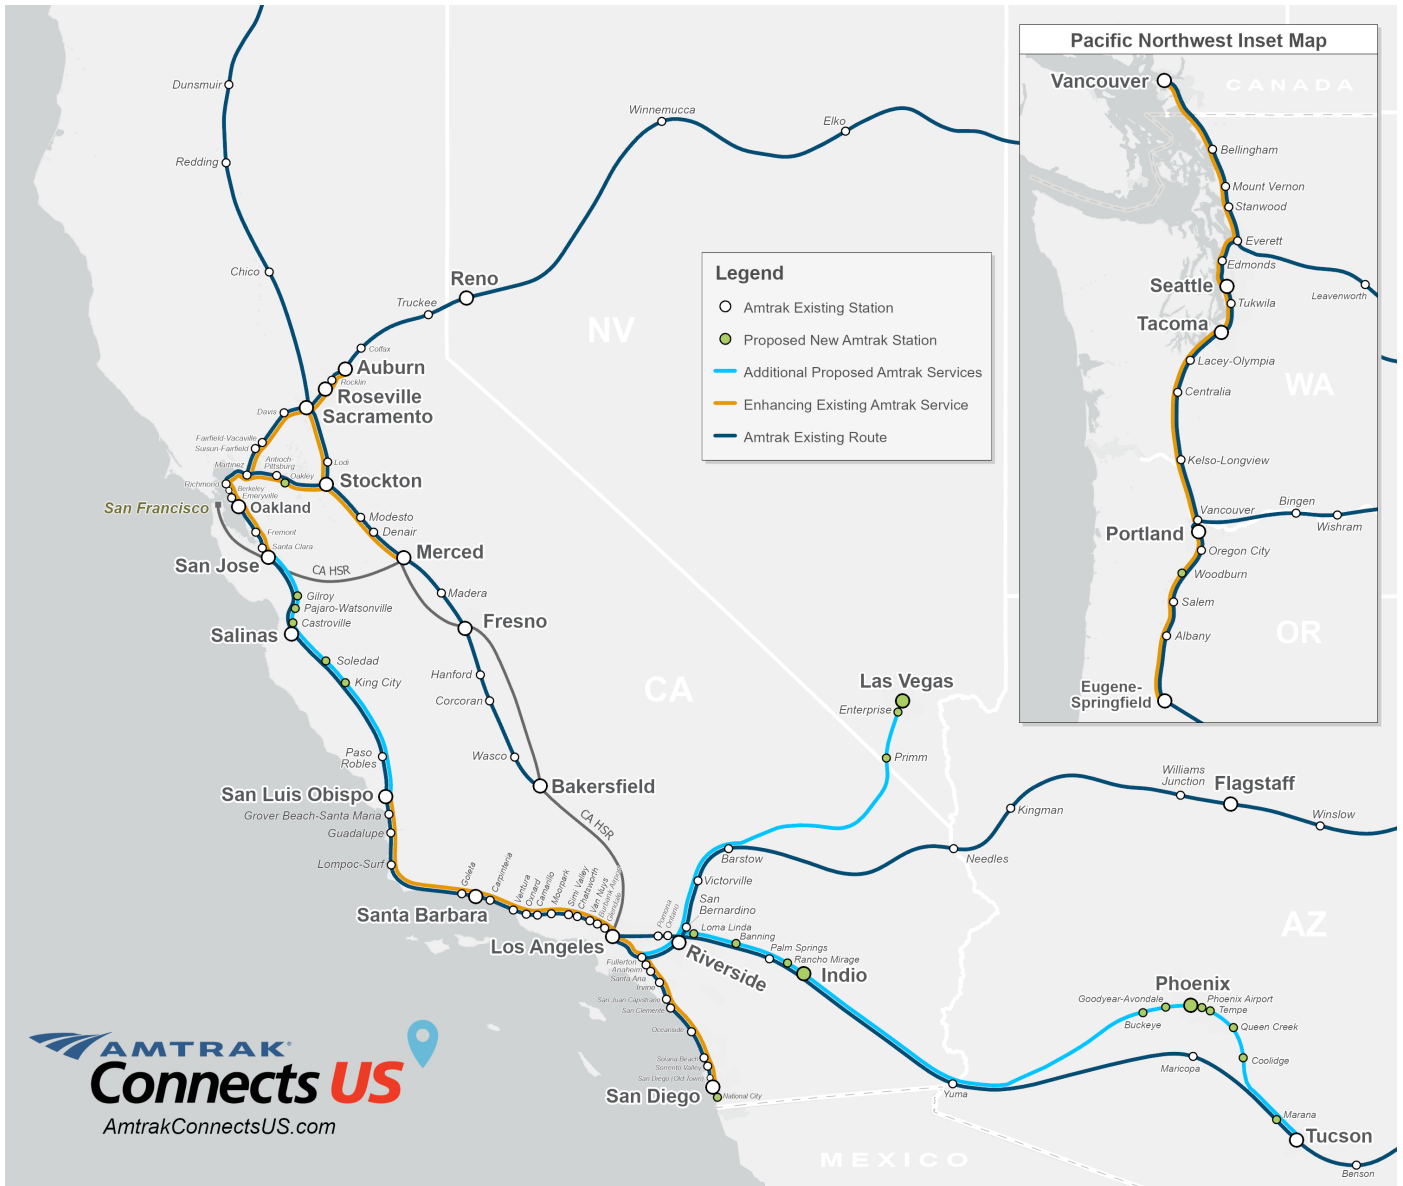 Pacific Northwest Inset Map
CANADA
Vancouver
Bellingham
Mount Vernon
Stanwood
Everett
Edmonds
Leavenworth
Seattle
Tukwila
Tacoma
Lacey-Olympia
WA
Centralia
Kelso-Longview
Vancouver
Bingen
Wishram
Portland
Oregon City
Woodburn
Salem
OR
Albany
Eugene-
Springfield
Legend
Amtrak Existing Station
Proposed New Amtrak Station
Additional Proposed Amtrak Services
Enhancing Existing Amtrak Service
Amtrak Existing Route
Dunsmuir
Redding
Chico
Winnemucca
Elko
Reno
Truckee
NV
Colfax
Auburn
Rocklin
Roseville
Sacramento
Davis
Fairfield-Vacaville
Suisun-Fairfield
Martinez
Antioch-
Pittsburg
Oakley
Lodi
Stockton
Richmond
Berkeley
Emeryville
San Francisco
Oakland
Modesto
Denair
Fremont
Santa Clara
San Jose
CA HSR
Merced
Gilroy
Pajaro-Watsonville
Castroville
Madera
Salinas
Fresno
Soledad
King City
Hanford
Corcoran
CA
Paso
Robles
Wasco
San Luis Obispo
Bakersfield
Grover Beach-Santa Maria
Guadalupe
CA HSR
Lompoc-Surf
Goleta
Carpinteria
Ventura
Oxnard
Camarillo
Moorpark
Simi Valley
Chatsworth
Van Nuys
Burbank Airport
Glendale
Santa Barbara
Los Angeles
Pomona
Ontario
Las Vegas
Enterprise
Primm
Barstow
Victorville
San
Bernardino
Loma Linda
Banning
Palm Springs
Rancho Mirage
Riverside
Indio
Fullerton
Anaheim
Santa Ana
Irvine
San Juan Capistrano
San Clemente
Oceanside
Solana Beach
Sorrento Valley
San Diego (Old Town)
San Diego
National City
Needles
Kingman
Williams
Junction
Flagstaff
Winslow
AZ
Phoenix
Goodyear-Avondale
Buckeye
Phoenix Airport
Tempe
Queen Creek
Coolidge
Maricopa
Yuma
Marana
Tucson
Benson
MEXICO
AMTRAK®
Connects US
AmtrakConnectsUS.com